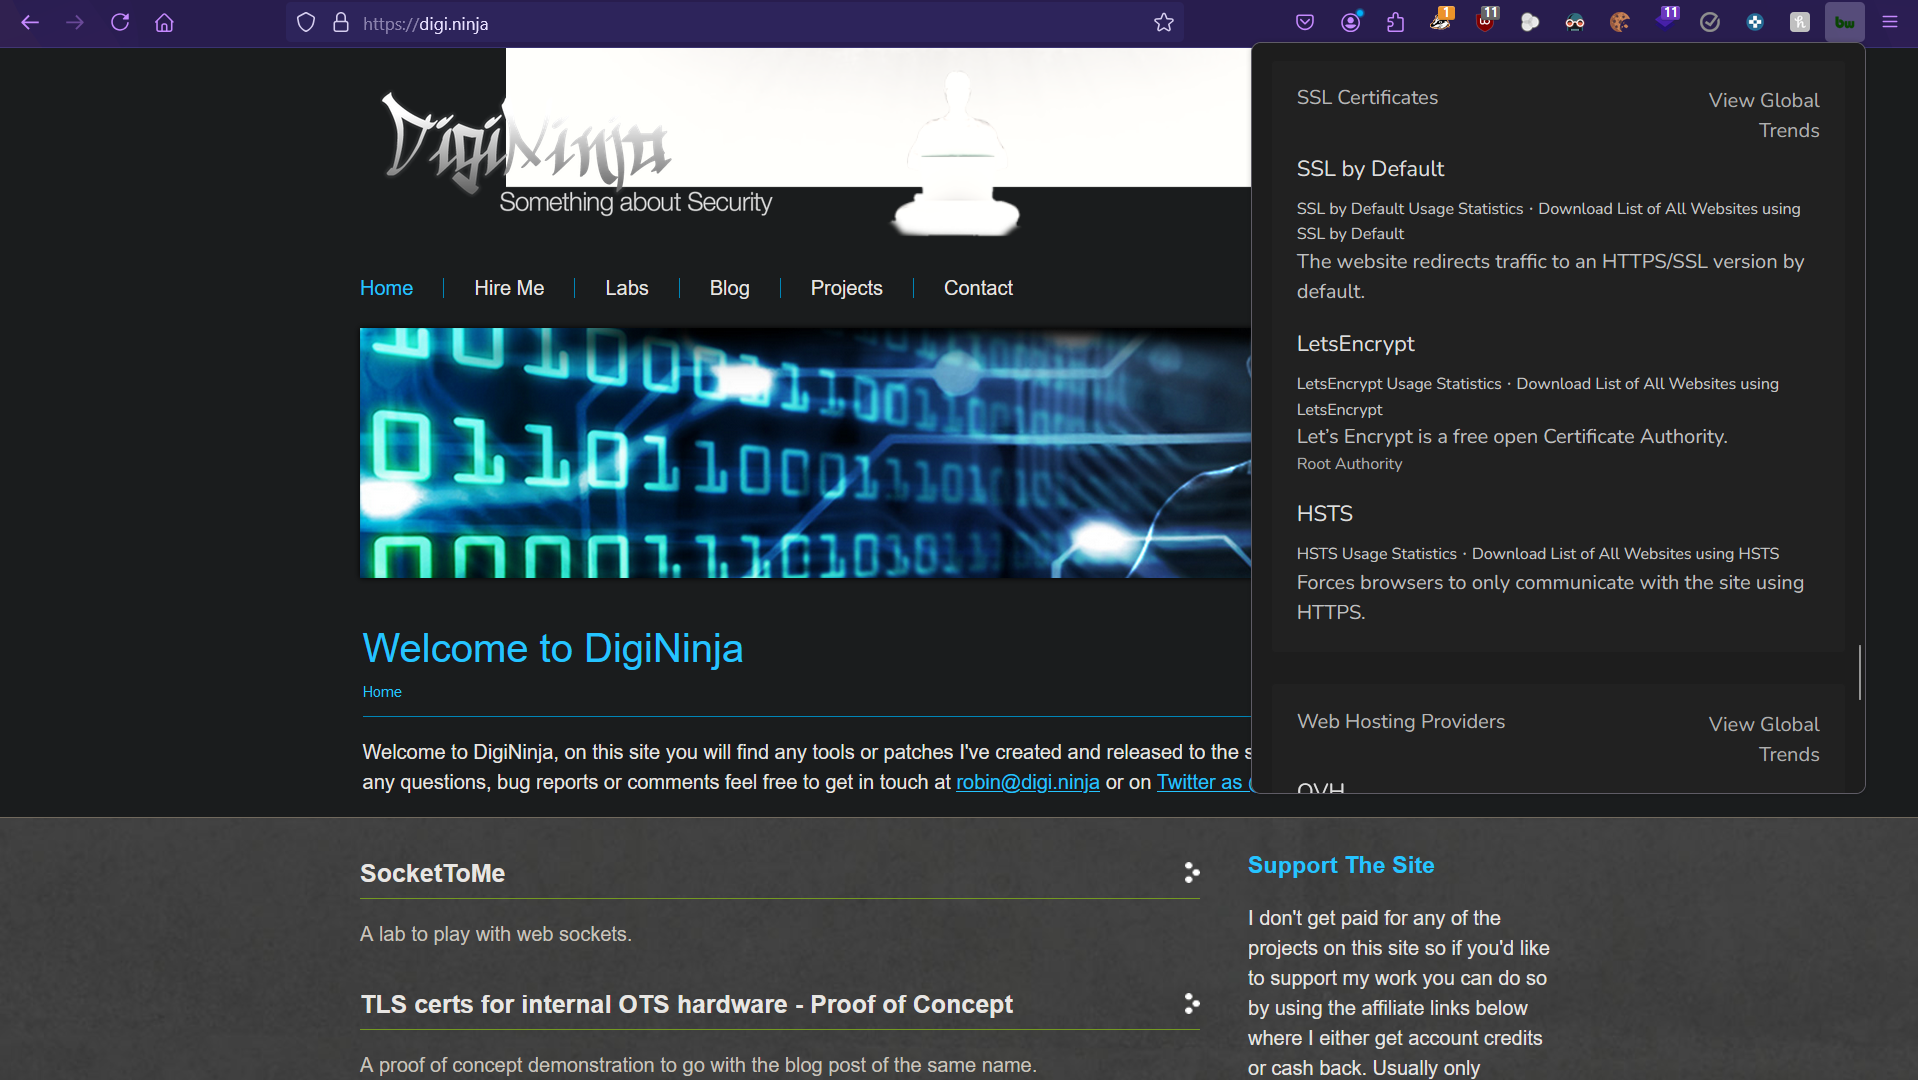 https://digi.ninja
1
11
11
bw
DigiNinja
Something about Security
Home
Hire Me
Labs
Blog
Projects
Contact
Welcome to DigiNinja
Home
Welcome to DigiNinja, on this site you will find any tools or patches I've created and released to the s
any questions, bug reports or comments feel free to get in touch at robin@digi.ninja or on Twitter as
SocketToMe
A lab to play with web sockets.
TLS certs for internal OTS hardware - Proof of Concept
A proof of concept demonstration to go with the blog post of the same name.
Support The Site
I don't get paid for any of the
projects on this site so if you'd like
to support my work you can do so
by using the affiliate links below
where I either get account credits
or cash back. Usually only
SSL Certificates
View Global
Trends
SSL by Default
SSL by Default Usage Statistics · Download List of All Websites using
SSL by Default
The website redirects traffic to an HTTPS/SSL version by
default.
LetsEncrypt
LetsEncrypt Usage Statistics · Download List of All Websites using
LetsEncrypt
Let's Encrypt is a free open Certificate Authority.
Root Authority
HSTS
HSTS Usage Statistics · Download List of All Websites using HSTS
Forces browsers to only communicate with the site using
HTTPS.
Web Hosting Providers
View Global
Trends
OVH